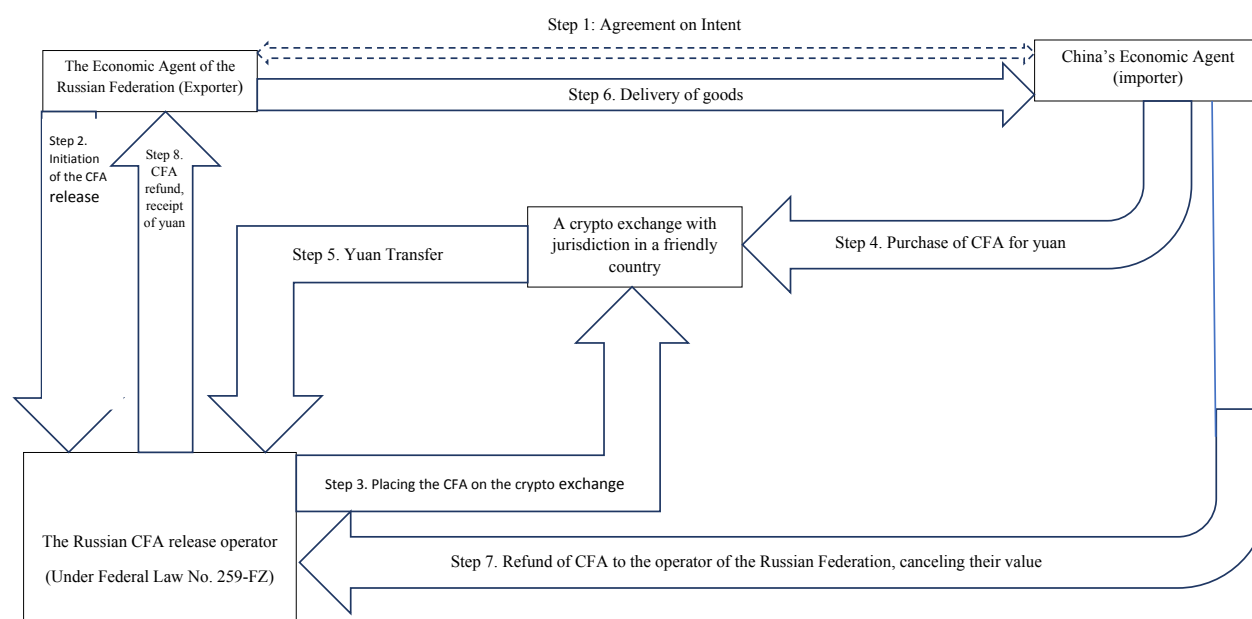 Step 1: Agreement on Intent
The Economic Agent of the
Russian Federation (Exporter)
China’s Economic Agent
(importer)
Step 6. Delivery of goods
Step 2.
Initiation
of the CFA
release
Step 8.
CFA
refund,
receipt
of yuan
A crypto exchange with
jurisdiction in a friendly
country
Step 4. Purchase of CFA for yuan
Step 5. Yuan Transfer
Step 3. Placing the CFA on the crypto exchange
The Russian CFA release operator
(Under Federal Law No. 259-FZ)
Step 7. Refund of CFA to the operator of the Russian Federation, canceling their value